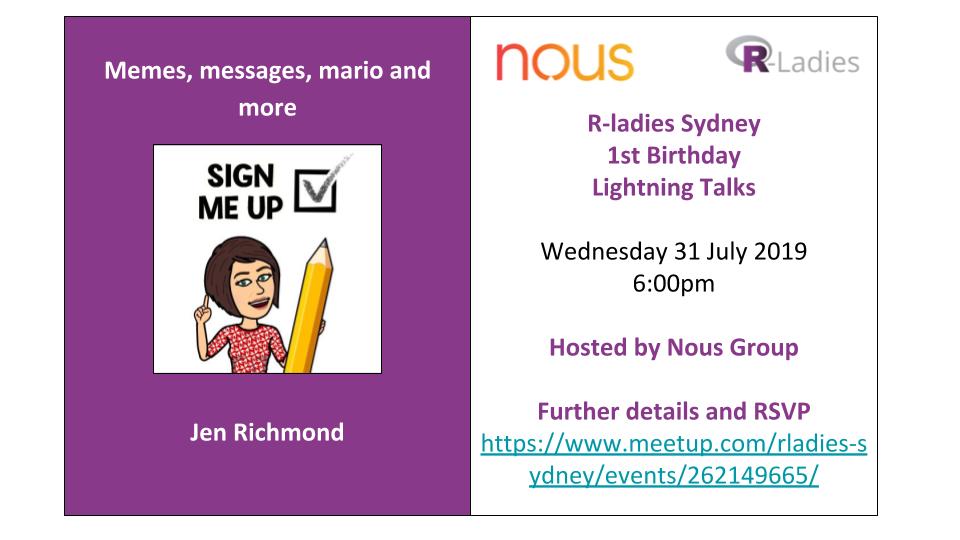 Memes, messages, mario and
more
SIGN
ME UP
Jen Richmond
nous
R-Ladies
R-ladies Sydney
1st Birthday
Lightning Talks
Wednesday 31 July 2019
6:00pm
Hosted by Nous Group
Further details and RSVP
https://www.meetup.com/rladies-s
ydney/events/262149665/